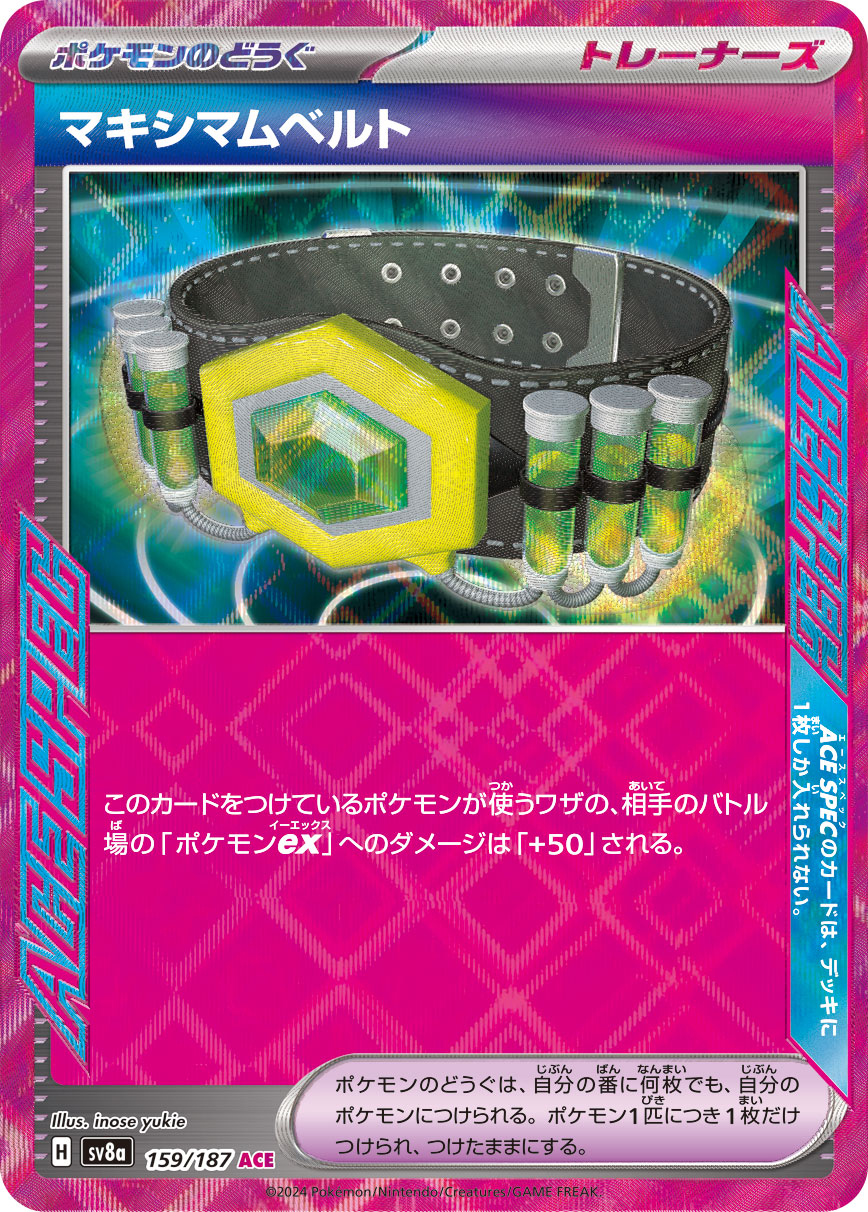 ポケモンのどうぐ
トレーナーズ
マキシマムベルト
ACE SPEC
ACE SPEC
ACE SPECのカードは、デッキに
1枚しか入れられない。
このカードをつけているポケモンが使うワザの、相手のバトル
場の「ポケモンex」へのダメージは「+50」される。
ポケモンのどうぐは、自分の番に何枚でも、自分の
ポケモンにつけられる。ポケモン1匹につき1枚だけ
つけられ、つけたままにする。
Illus. inose yukie
H sv8a 159/187 ACE
©2024 Pokémon/Nintendo/Creatures/GAME FREAK.